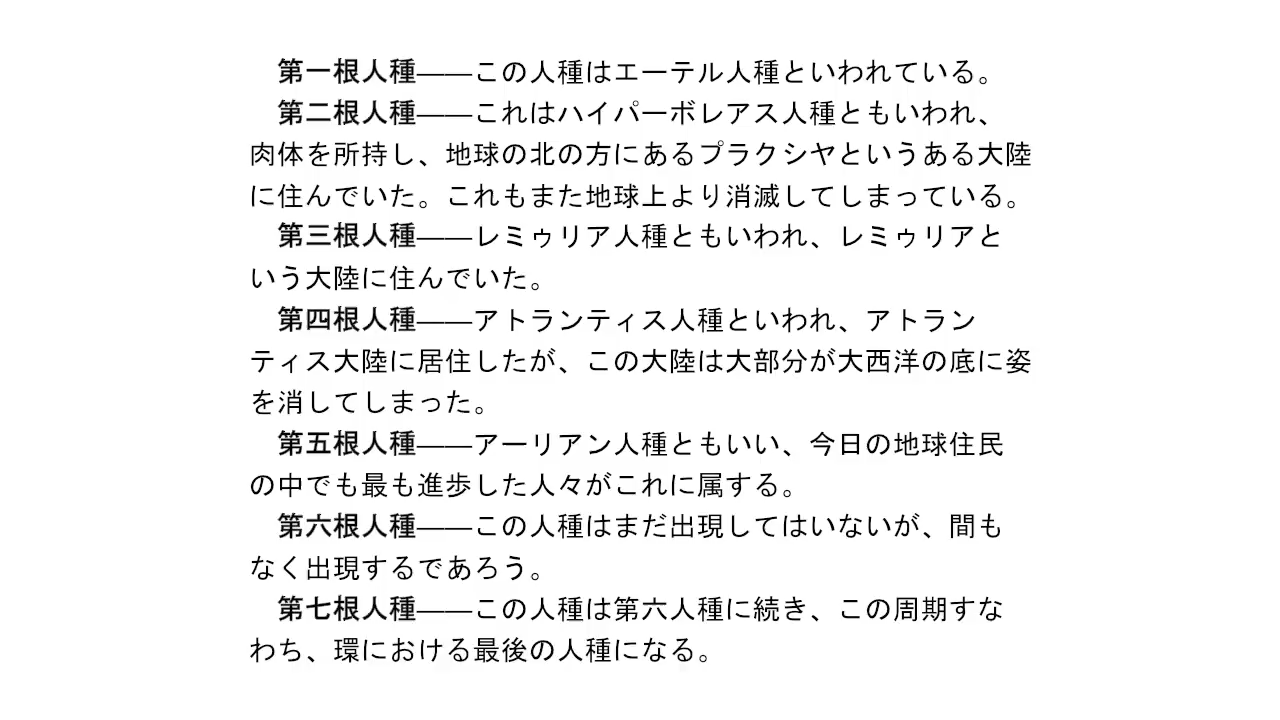 第一根人種――この人種はエーテル人種といわれている。
第二根人種――これはハイパーボレアス人種ともいわれ、
肉体を所持し、地球の北の方にあるプラクシヤというある大陸
に住んでいた。これもまた地球上より消滅してしまっている。
第三根人種――レミゥリア人種ともいわれ、レミゥリアと
いう大陸に住んでいた。
第四根人種――アトランティス人種といわれ、アトラン
ティス大陸に居住したが、この大陸は大部分が大西洋の底に姿
を消してしまった。
第五根人種――アーリアン人種ともいい、今日の地球住民
の中でも最も進歩した人々がこれに属する。
第六根人種――この人種はまだ出現してはいないが、間も
なく出現するであろう。
第七根人種――この人種は第六人種に続き、この周期すな
わち、環における最後の人種になる。